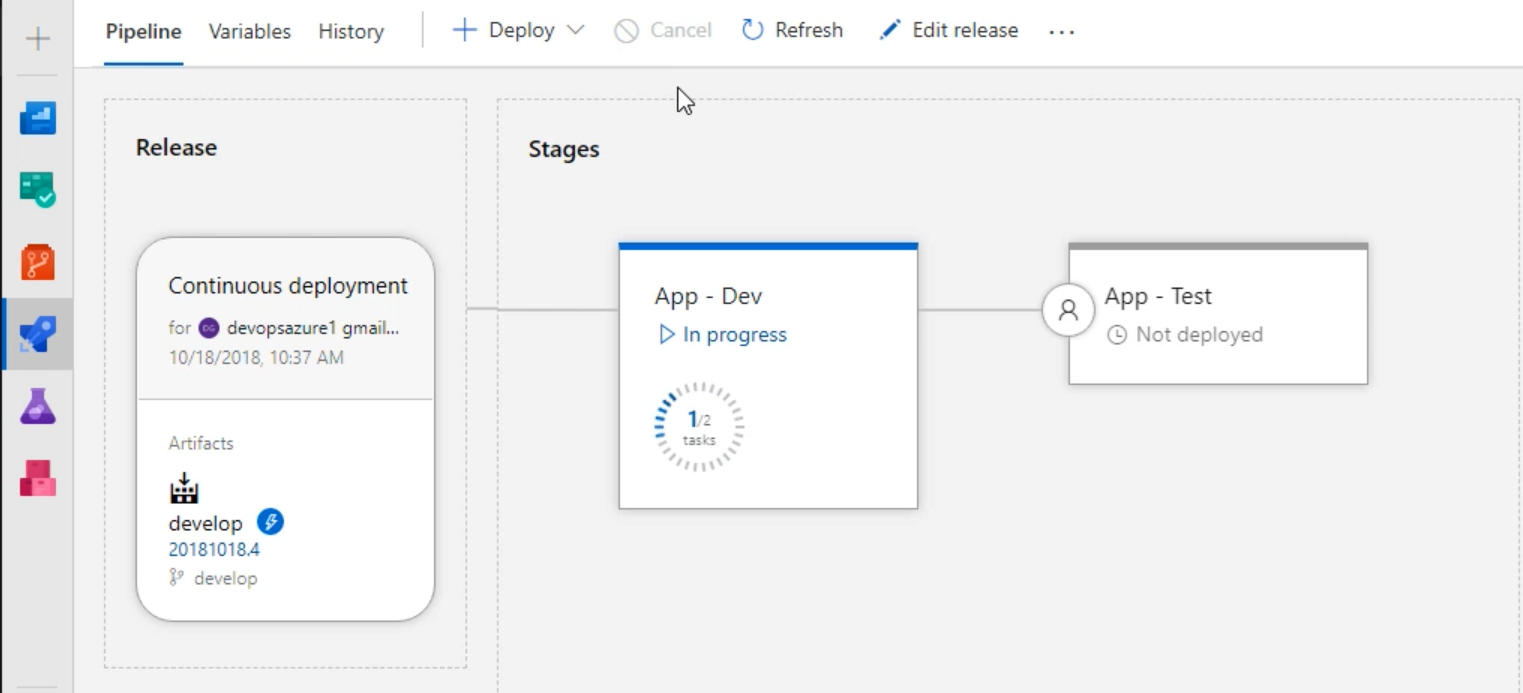 Pipeline Variables History Deploy Cancel Refresh Edit release ...
Release
Continuous deployment
for DG devopsazure1 gmail...
10/18/2018, 10:37 AM
Artifacts
develop
20181018.4
develop
Stages
App - Dev
In progress
1/2
tasks
App - Test
Not deployed